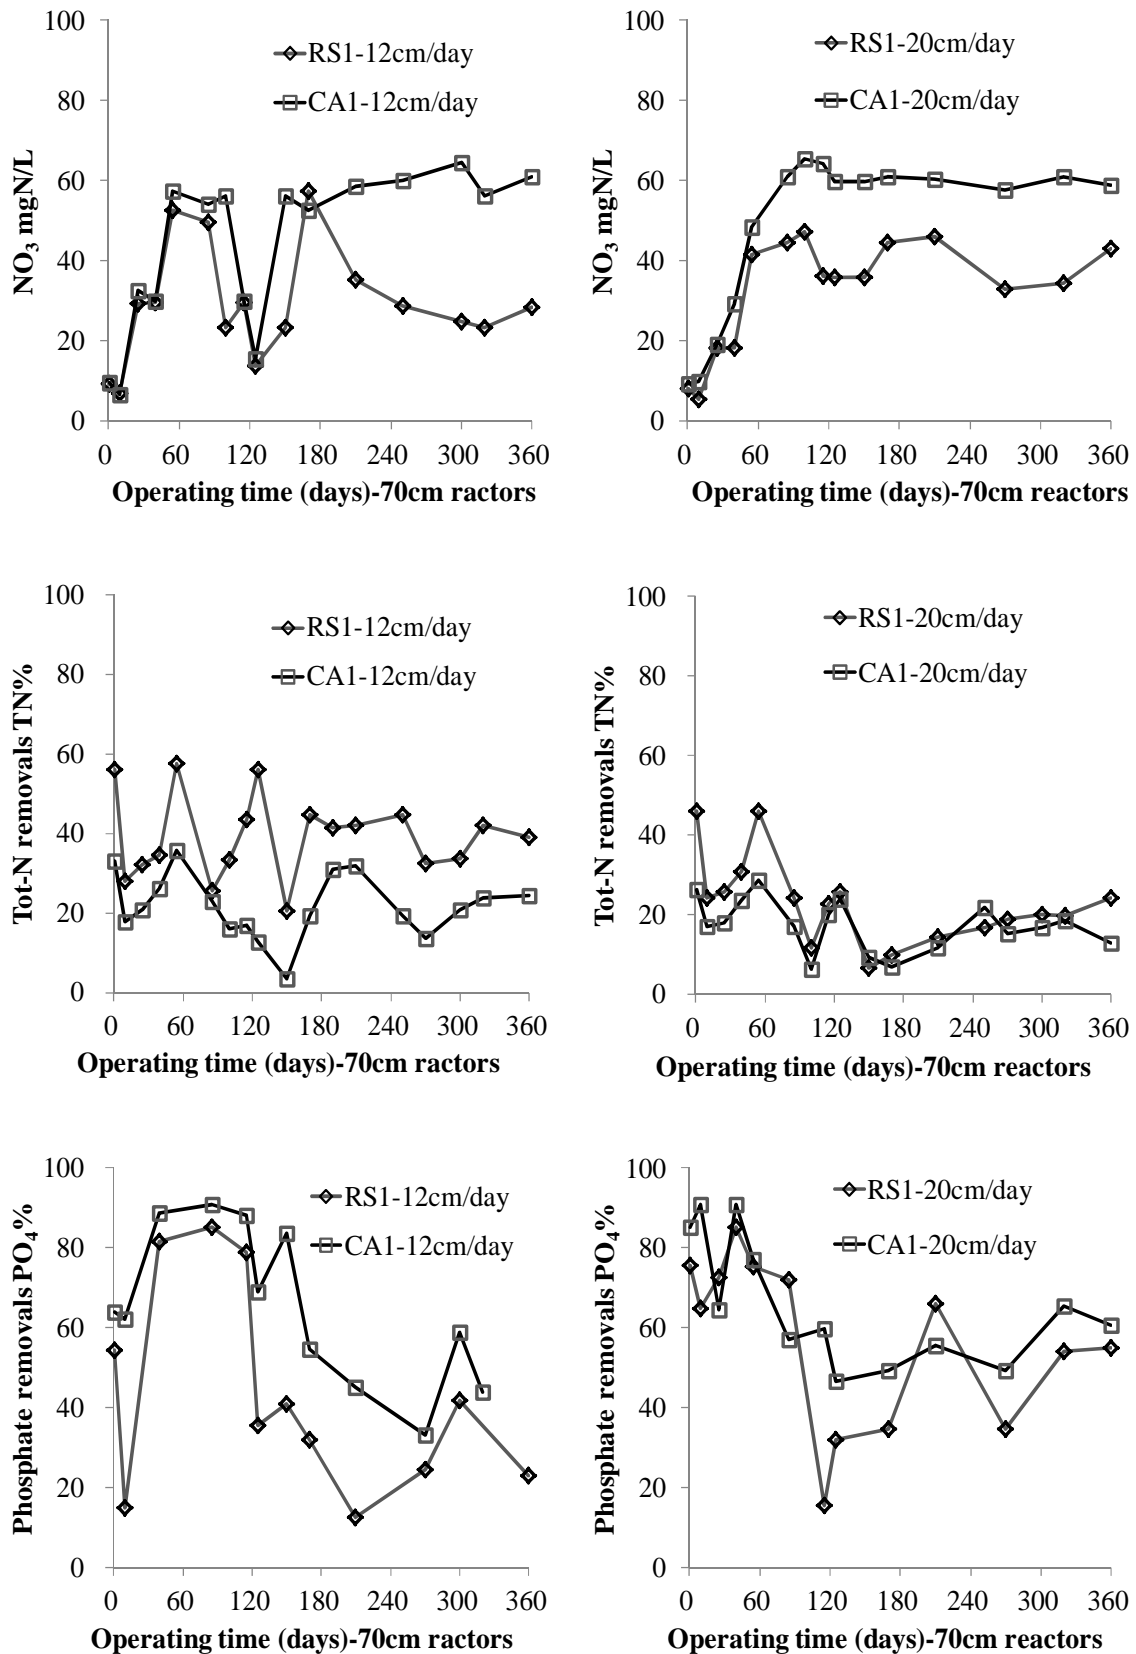 100
80
60
40
20
0
NO3 mgN/L
RS1-12cm/day
CA1-12cm/day
0 60 120 180 240 300 360
Operating time (days)-70cm ractors
100
80
60
40
20
0
NO3 mgN/L
RS1-20cm/day
CA1-20cm/day
0 60 120 180 240 300 360
Operating time (days)-70cm reactors
100
80
60
40
20
0
Tot-N removals TN%
RS1-12cm/day
CA1-12cm/day
0 60 120 180 240 300 360
Operating time (days)-70cm ractors
100
80
60
40
20
0
Tot-N removals TN%
RS1-20cm/day
CA1-20cm/day
0 60 120 180 240 300 360
Operating time (days)-70cm reactors
100
80
60
40
20
0
Phosphate removals PO4%
RS1-12cm/day
CA1-12cm/day
0 60 120 180 240 300 360
Operating time (days)-70cm ractors
100
80
60
40
20
0
Phosphate removals PO4%
RS1-20cm/day
CA1-20cm/day
0 60 120 180 240 300 360
Operating time (days)-70cm reactors